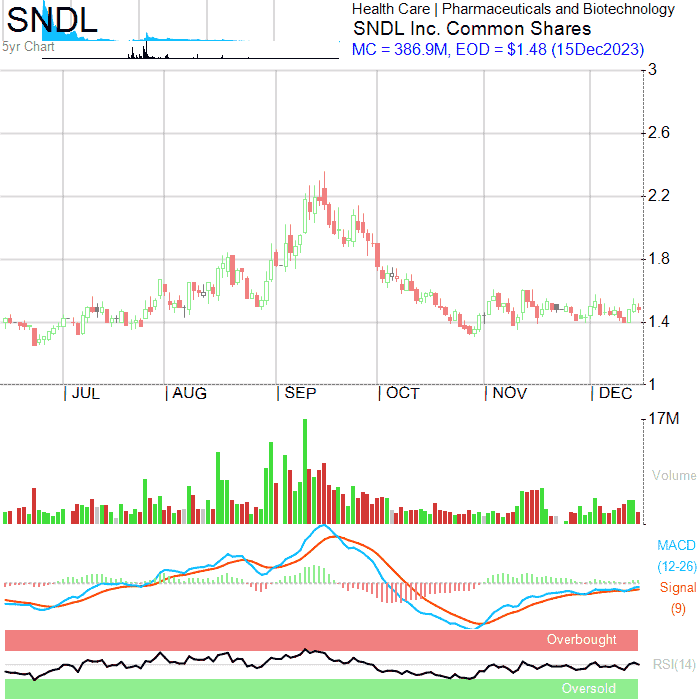 SNDL
5yr Chart
Health Care | Pharmaceuticals and Biotechnology
SNDL Inc. Common Shares
MC = 386.9M, EOD = $1.48 (15Dec2023)
3
2.6
2.2
1.8
1.4
1
| JUL | AUG | SEP | OCT | NOV | DEC
17M
Volume
MACD
(12-26)
Signal
(9)
Overbought
RSI(14)
Oversold